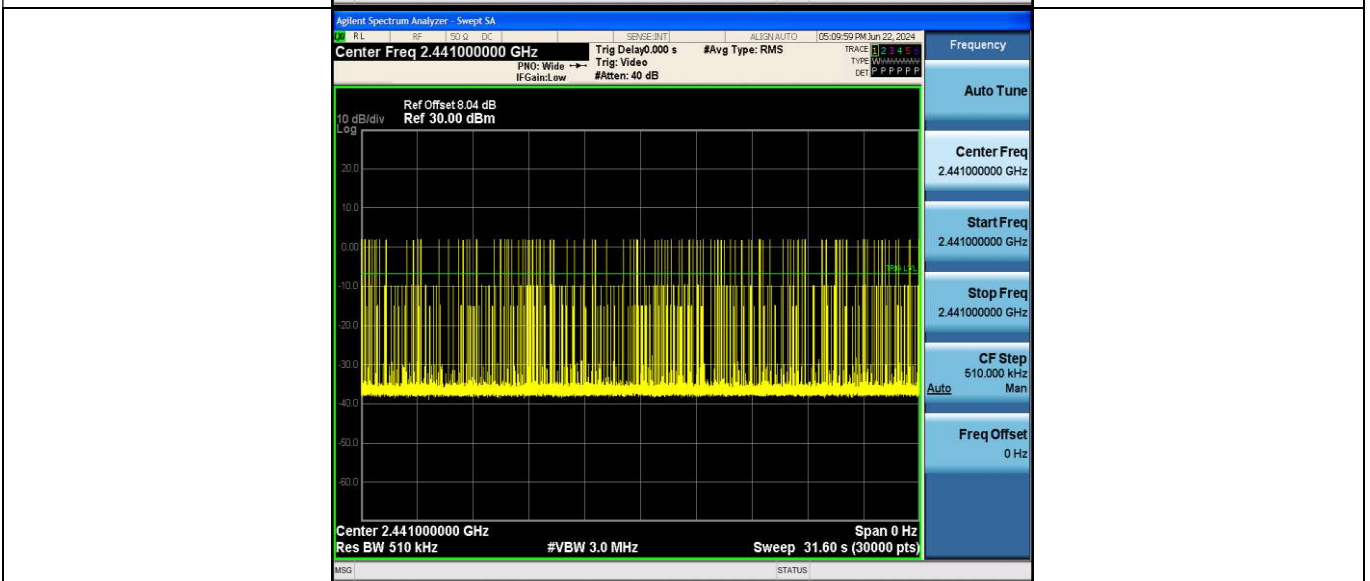 Agilent Spectrum Analyzer - Swept SA
RL RF 50 Ω DC SENSE:INT ALIGN AUTO 05:09:59 PM Jun 22, 2024
Center Freq 2.441000000 GHz Trig Delay0.000 s #Avg Type: RMS TRACE 1 2 3 4 5 6
PNO: Wide Trig: Video TYPE W
IFGain:Low #Atten: 40 dB DET P P P P P P
Frequency
Auto Tune
Ref Offset 8.04 dB
10 dB/div Ref 30.00 dBm
Log
20.0
10.0
0.00
TRIG LVL
-10.0
-20.0
-30.0
-40.0
-50.0
-60.0
Center 2.441000000 GHz Span 0 Hz
Res BW 510 kHz #VBW 3.0 MHz Sweep 31.60 s (30000 pts)
Center Freq
2.441000000 GHz
Start Freq
2.441000000 GHz
Stop Freq
2.441000000 GHz
CF Step
510.000 kHz
Auto Man
Freq Offset
0 Hz
MSG STATUS